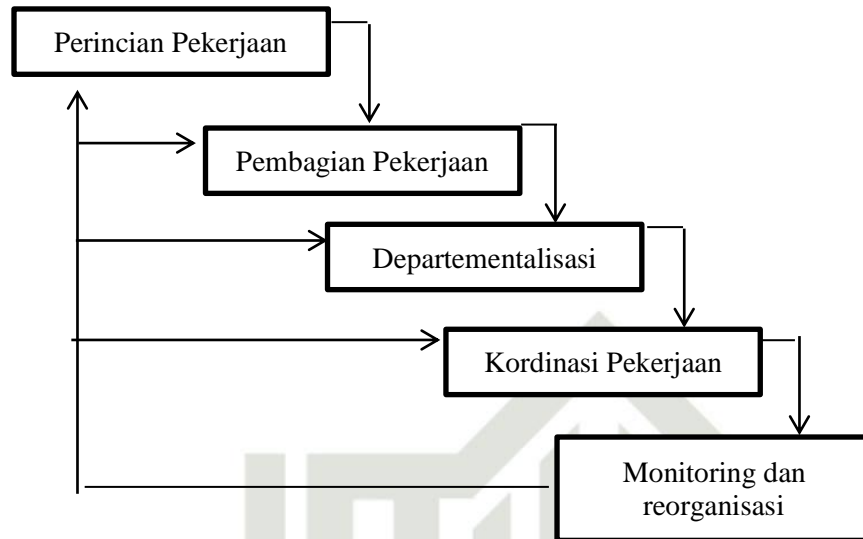 Perincian Pekerjaan
Pembagian Pekerjaan
Departementalisasi
Kordinasi Pekerjaan
Monitoring dan
reorganisasi